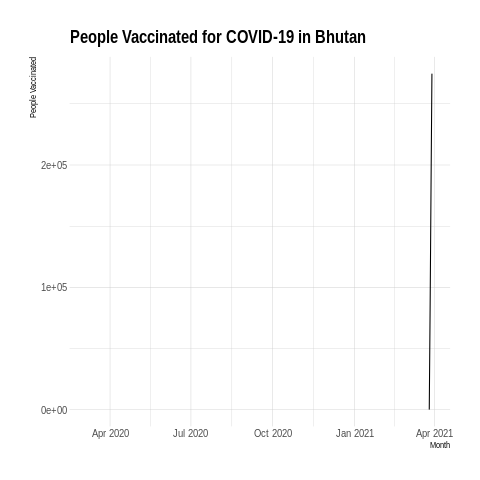 People Vaccinated for COVID-19 in Bhutan
People Vaccinated
2e+05
1e+05
0e+00
Apr 2020 Jul 2020 Oct 2020 Jan 2021 Apr 2021
Month